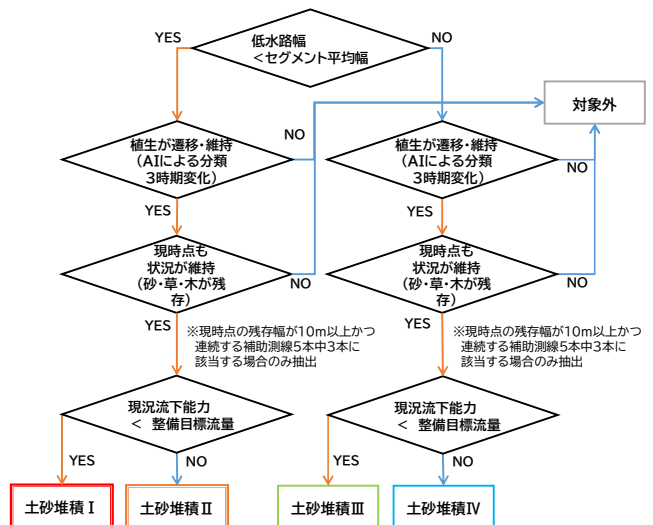 低水路幅
＜セグメント平均幅
YES
NO
対象外
植生が遷移・維持
（AIによる分類
３時期変化）
NO
YES
植生が遷移・維持
（AIによる分類
３時期変化）
NO
YES
現時点も
状況が維持
（砂・草・木が残
存）
NO
YES
現時点も
状況が維持
（砂・草・木が残
存）
NO
YES
※現時点の残存幅が10m以上かつ
連続する補助測線5本中3本に
該当する場合のみ抽出
※現時点の残存幅が10m以上かつ
連続する補助測線5本中3本に
該当する場合のみ抽出
現況流下能力
＜ 整備目標流量
YES
NO
現況流下能力
＜ 整備目標流量
YES
NO
土砂堆積Ⅰ
土砂堆積Ⅱ
土砂堆積Ⅲ
土砂堆積Ⅳ